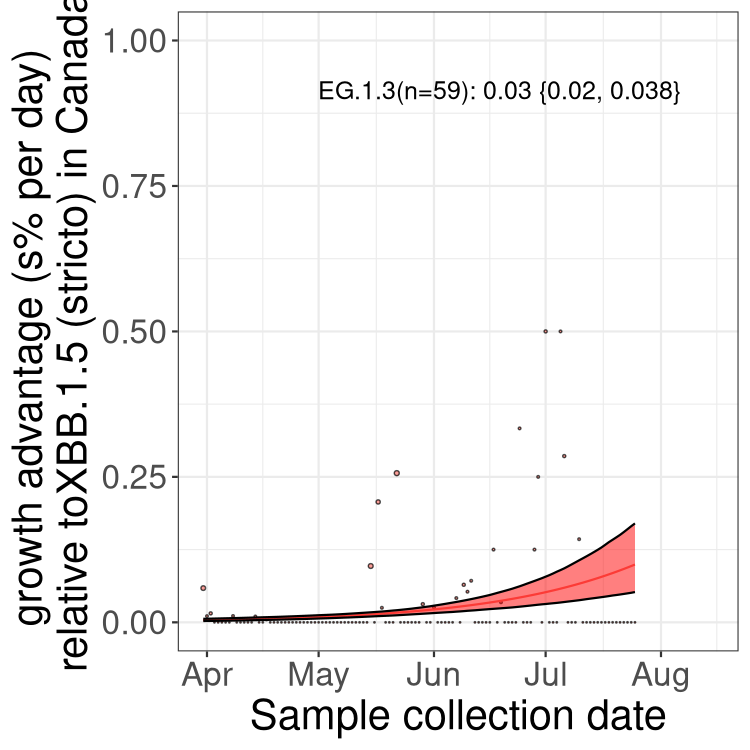 growth advantage (s% per day)
relative toXBB.1.5 (stricto) in Canada
1.00
0.75
0.50
0.25
0.00
EG.1.3(n=59): 0.03 {0.02, 0.038}
Apr May Jun Jul Aug
Sample collection date